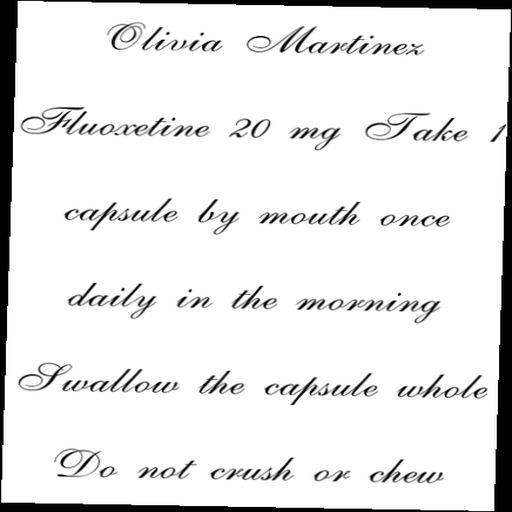 Olivia Martinez
Fluoxetine 20 mg Take 1
capsule by mouth once
daily in the morning
Swallow the capsule whole
Do not crush or chew